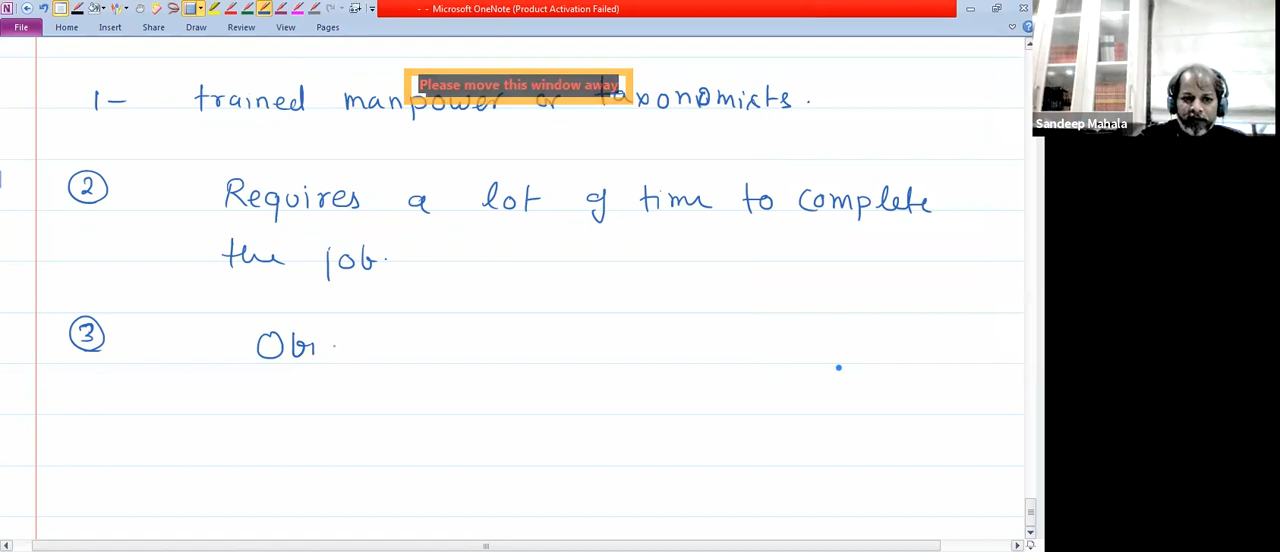 - - Microsoft OneNote (Product Activation Failed)
File Home Insert Share Draw Review View Pages
Please move this window away
1- trained manpower or taxonomists.
Sandeep Mahala
2 Requires a lot of time to complete
the job.
3